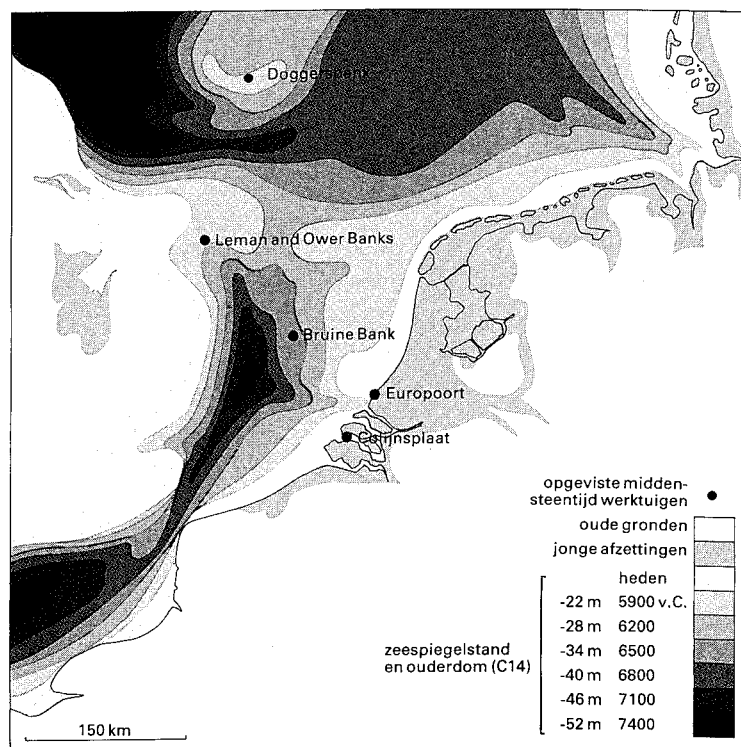 Doggersbank
Leman and Ower Banks
Bruine Bank
Europoort
Colijnsplaat
opgeviste midden-
steentijd werktuigen
oude gronden
jonge afzettingen
heden
-22 m 5900 v.C.
-28 m 6200
-34 m 6500
-40 m 6800
-46 m 7100
-52 m 7400
zeespiegelstand
en ouderdom (C14)
150 km